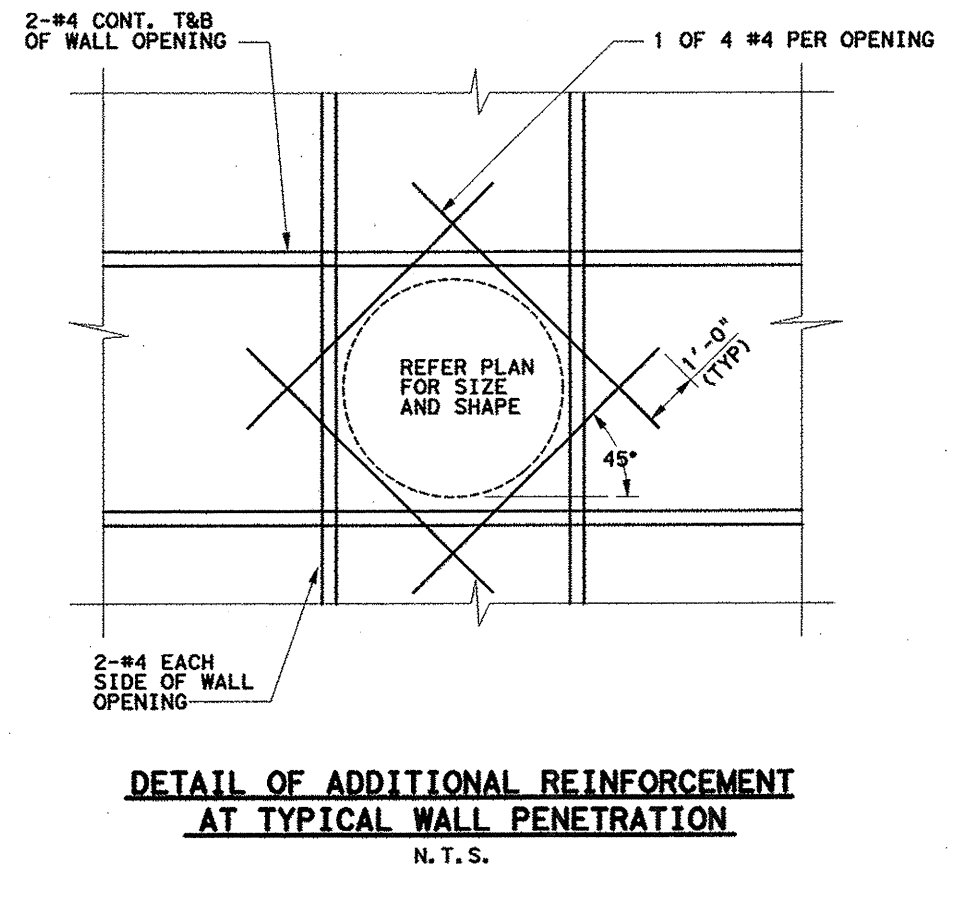 2-#4 CONT. T&B
OF WALL OPENING
1 OF 4 #4 PER OPENING
REFER PLAN
FOR SIZE
AND SHAPE
1'-0"
(TYP)
45°
2-#4 EACH
SIDE OF WALL
OPENING
DETAIL OF ADDITIONAL REINFORCEMENT
AT TYPICAL WALL PENETRATION
N.T.S.